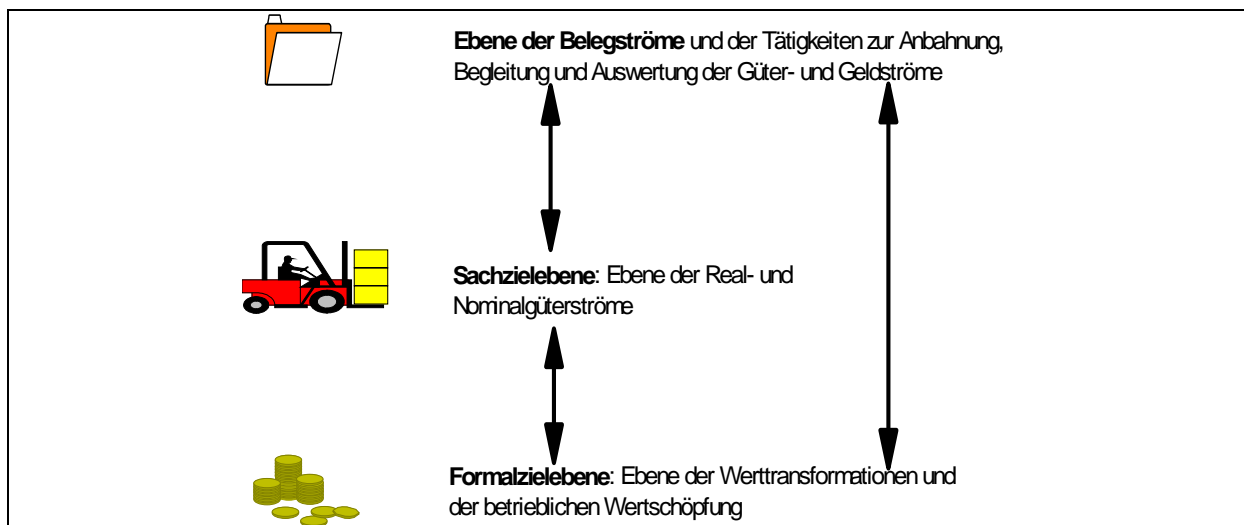 Ebene der Belegströme und der Tätigkeiten zur Anbahnung,
Begleitung und Auswertung der Güter- und Geldströme
Sachzielebene: Ebene der Real- und
Nominalgüterströme
Formalzielebene: Ebene der Werttransformationen und
der betrieblichen Wertschöpfung